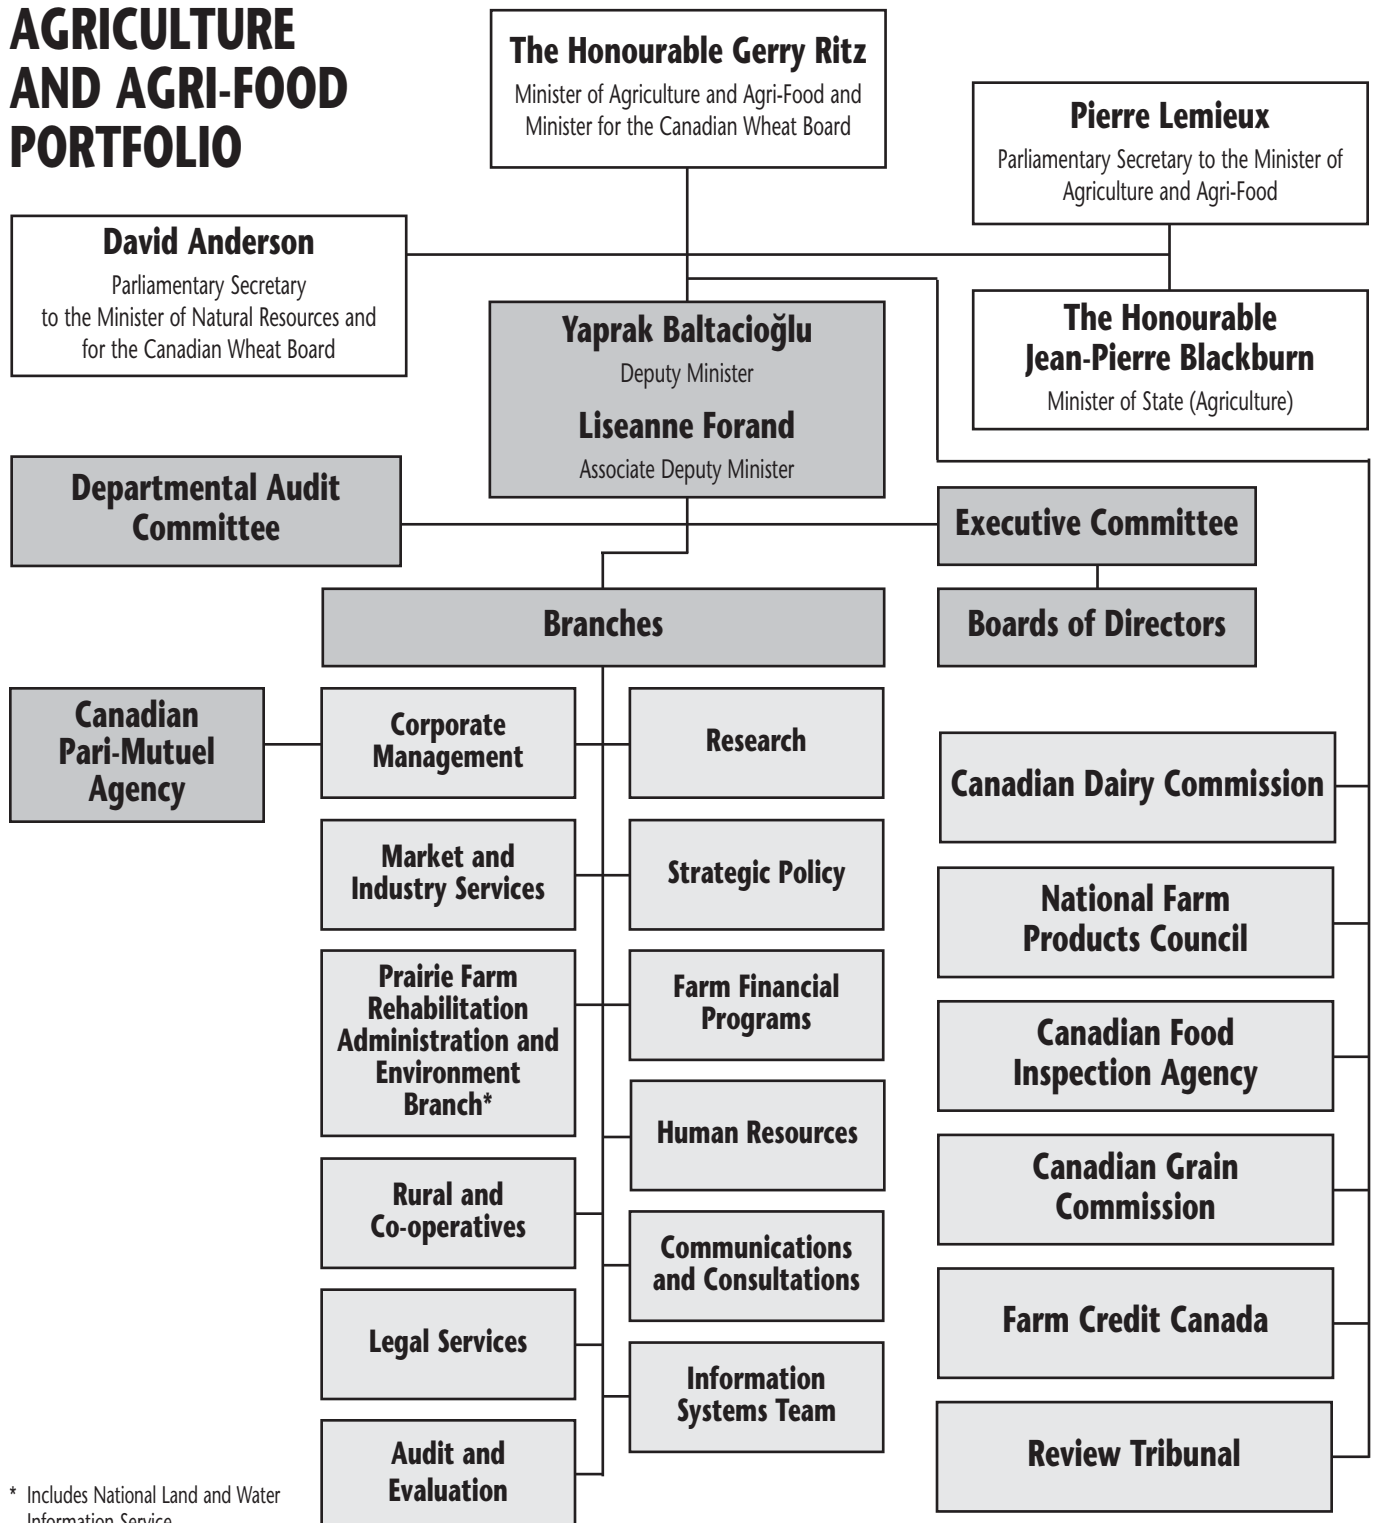 AGRICULTURE
AND AGRI-FOOD
PORTFOLIO
The Honourable Gerry Ritz
Minister of Agriculture and Agri-Food and
Minister for the Canadian Wheat Board
Pierre Lemieux
Parliamentary Secretary to the Minister of
Agriculture and Agri-Food
David Anderson
Parliamentary Secretary
to the Minister of Natural Resources and
for the Canadian Wheat Board
Yaprak Baltacioğlu
Deputy Minister
Liseanne Forand
Associate Deputy Minister
The Honourable
Jean-Pierre Blackburn
Minister of State (Agriculture)
Departmental Audit
Committee
Executive Committee
Branches
Boards of Directors
Canadian
Pari-Mutuel
Agency
Corporate
Management
Research
Market and
Industry Services
Strategic Policy
Prairie Farm
Rehabilitation
Administration and
Environment
Branch*
Farm Financial
Programs
Human Resources
Rural and
Co-operatives
Communications
and Consultations
Legal Services
Information
Systems Team
Audit and
Evaluation
Canadian Dairy Commission
National Farm
Products Council
Canadian Food
Inspection Agency
Canadian Grain
Commission
Farm Credit Canada
Review Tribunal
* Includes National Land and Water
Information Service